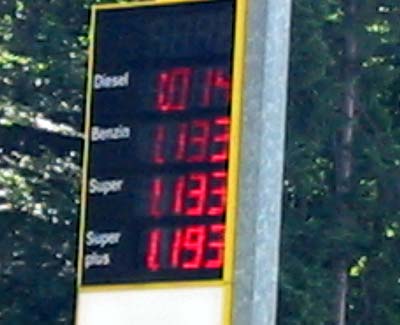 Diesel 1.014
Benzin 1.133
Super 1.133
Super 1.193
plus